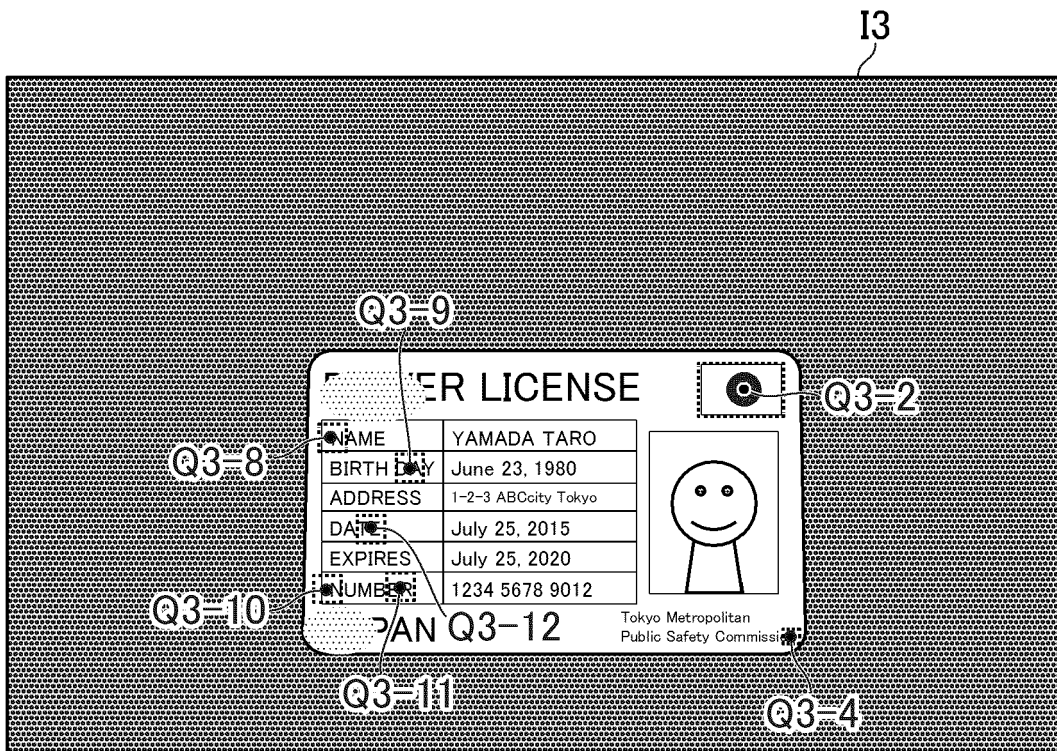 I3
Q3-9
ER LICENSE
Q3-2
NAME YAMADA TARO
Q3-8
BIRTH DAY June 23, 1980
ADDRESS 1-2-3 ABCcity Tokyo
DATE July 25, 2015
EXPIRES July 25, 2020
NUMBER 1234 5678 9012
Q3-10
PAN
Q3-12
Tokyo Metropolitan
Public Safety Commissi
Q3-11
Q3-4